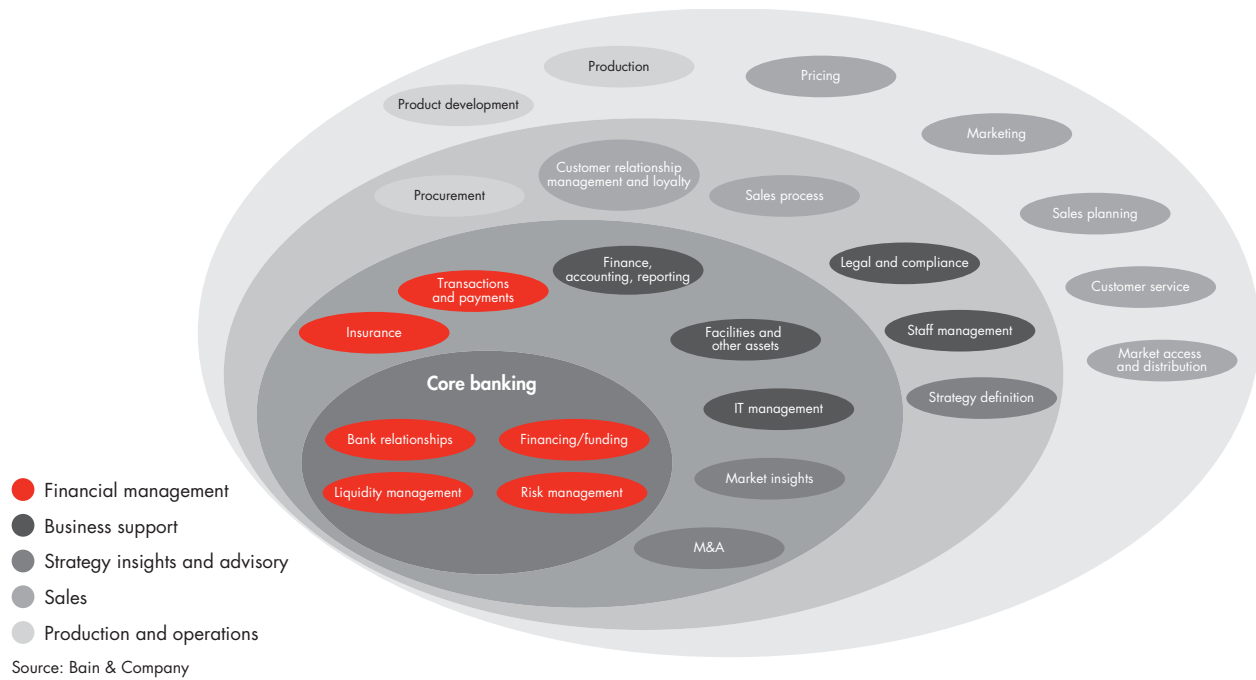 Production
Pricing
Product development
Marketing
Customer relationship
management and loyalty
Procurement
Sales process
Sales planning
Finance,
accounting, reporting
Legal and compliance
Transactions
and payments
Customer service
Insurance
Facilities and
other assets
Staff management
Market access
and distribution
Core banking
Strategy definition
IT management
Bank relationships
Financing/funding
Market insights
Liquidity management
Risk management
M&A
Financial management
Business support
Strategy insights and advisory
Sales
Production and operations
Source: Bain & Company